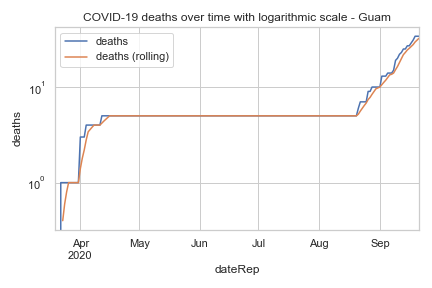 COVID-19 deaths over time with logarithmic scale - Guam
deaths
deaths (rolling)
10¹
10⁰
deaths
Apr
2020
May
Jun
Jul
Aug
Sep
dateRep